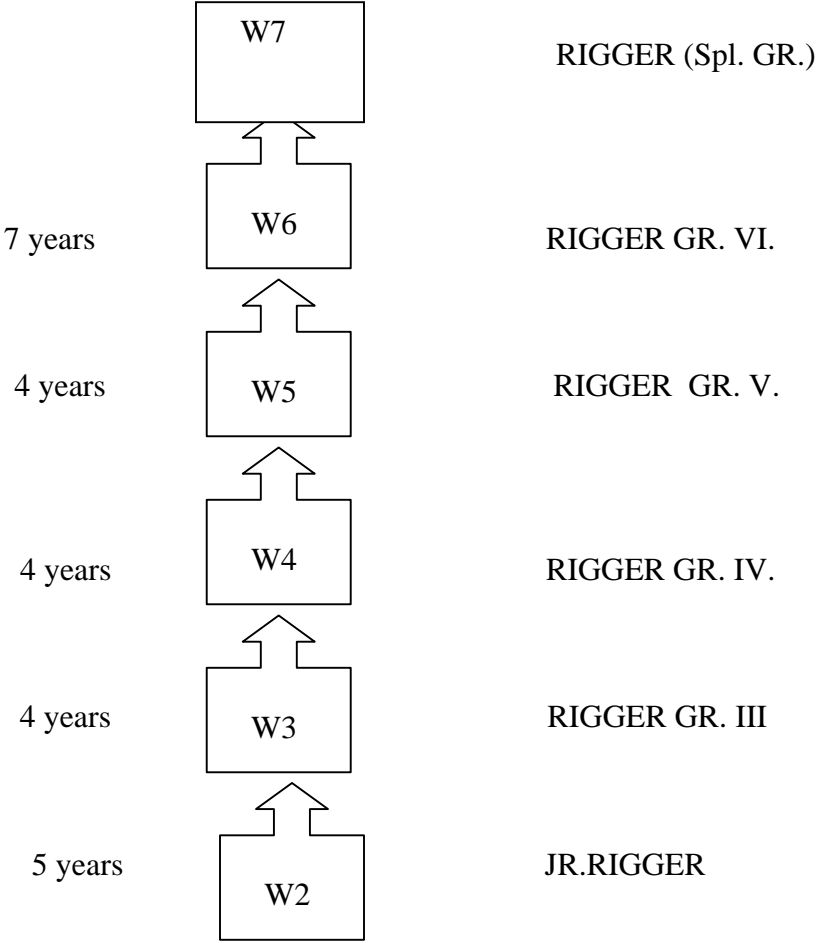 W7 RIGGER (Spl. GR.)
7 years W6 RIGGER GR. VI.
4 years W5 RIGGER GR. V.
4 years W4 RIGGER GR. IV.
4 years W3 RIGGER GR. III
5 years W2 JR.RIGGER